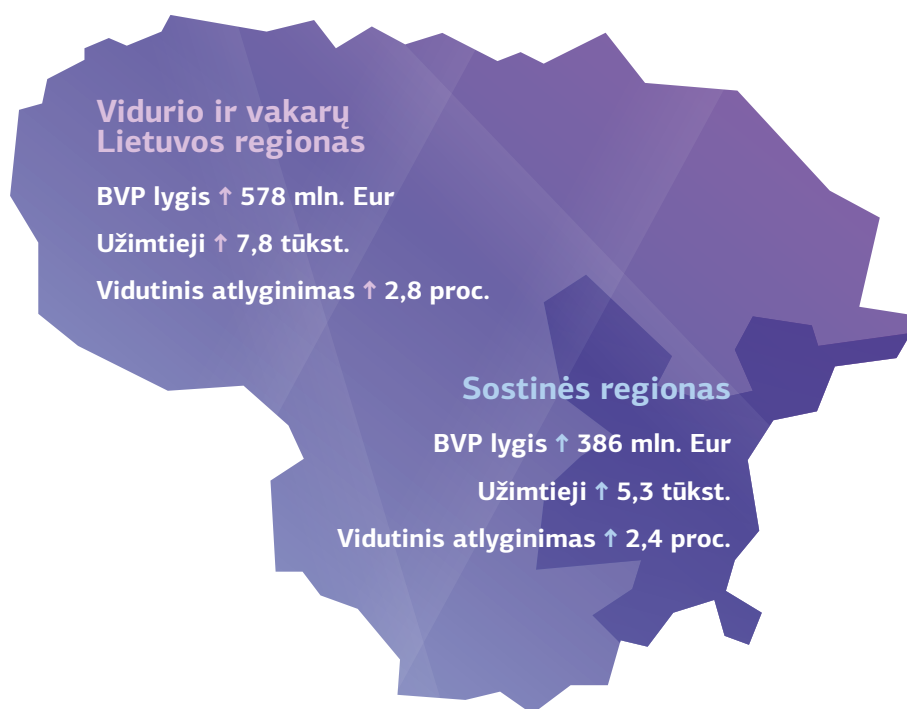 Vidurio ir vakarų
Lietuvos regionas
BVP lygis ↑ 578 mln. Eur
Užimtieji ↑ 7,8 tūkst.
Vidutinis atlyginimas ↑ 2,8 proc.
Sostinės regionas
BVP lygis ↑ 386 mln. Eur
Užimtieji ↑ 5,3 tūkst.
Vidutinis atlyginimas ↑ 2,4 proc.